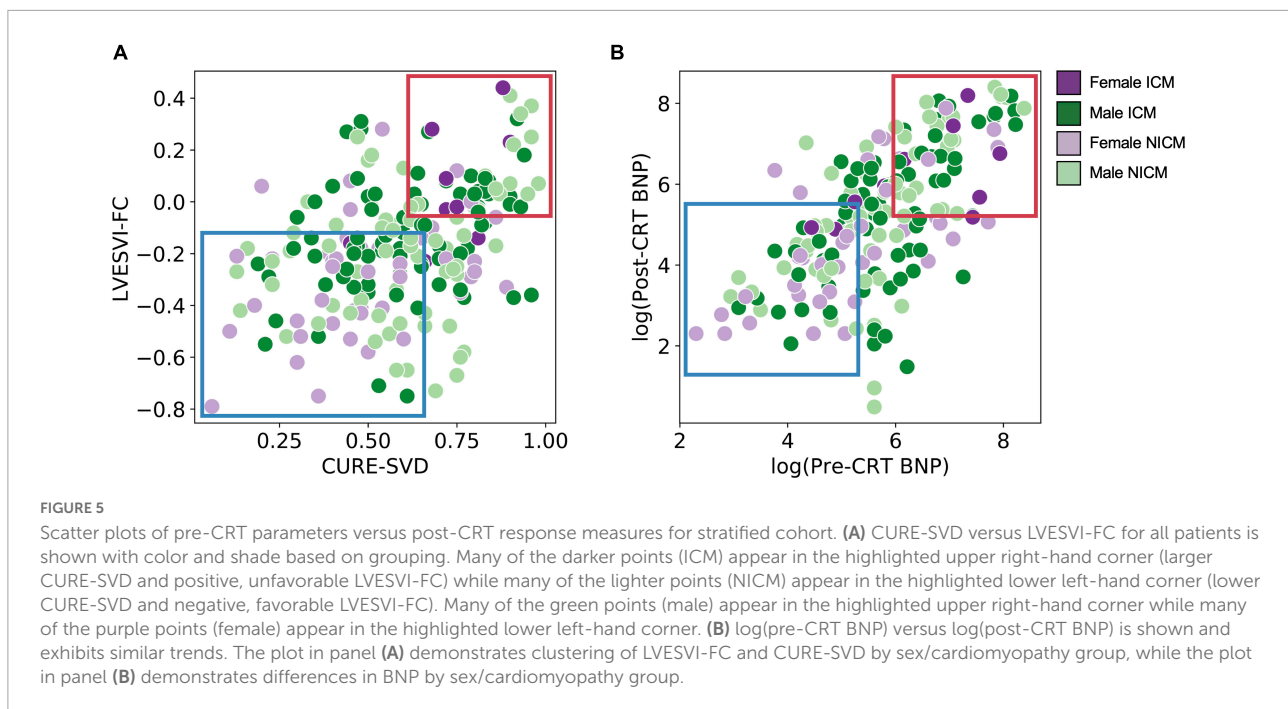 A
B
0.4
0.2
0.0
−0.2
−0.4
−0.6
−0.8
LVESVI-FC
0.25
0.50
0.75
1.00
CURE-SVD
8
6
4
2
log(Post-CRT BNP)
2
4
6
8
log(Pre-CRT BNP)
Female ICM
Male ICM
Female NICM
Male NICM
FIGURE 5
Scatter plots of pre-CRT parameters versus post-CRT response measures for stratified cohort. (A) CURE-SVD versus LVESVI-FC for all patients is
shown with color and shade based on grouping. Many of the darker points (ICM) appear in the highlighted upper right-hand corner (larger
CURE-SVD and positive, unfavorable LVESVI-FC) while many of the lighter points (NICM) appear in the highlighted lower left-hand corner (lower
CURE-SVD and negative, favorable LVESVI-FC). Many of the green points (male) appear in the highlighted upper right-hand corner while many
of the purple points (female) appear in the highlighted lower left-hand corner. (B) log(pre-CRT BNP) versus log(post-CRT BNP) is shown and
exhibits similar trends. The plot in panel (A) demonstrates clustering of LVESVI-FC and CURE-SVD by sex/cardiomyopathy group, while the plot
in panel (B) demonstrates differences in BNP by sex/cardiomyopathy group.